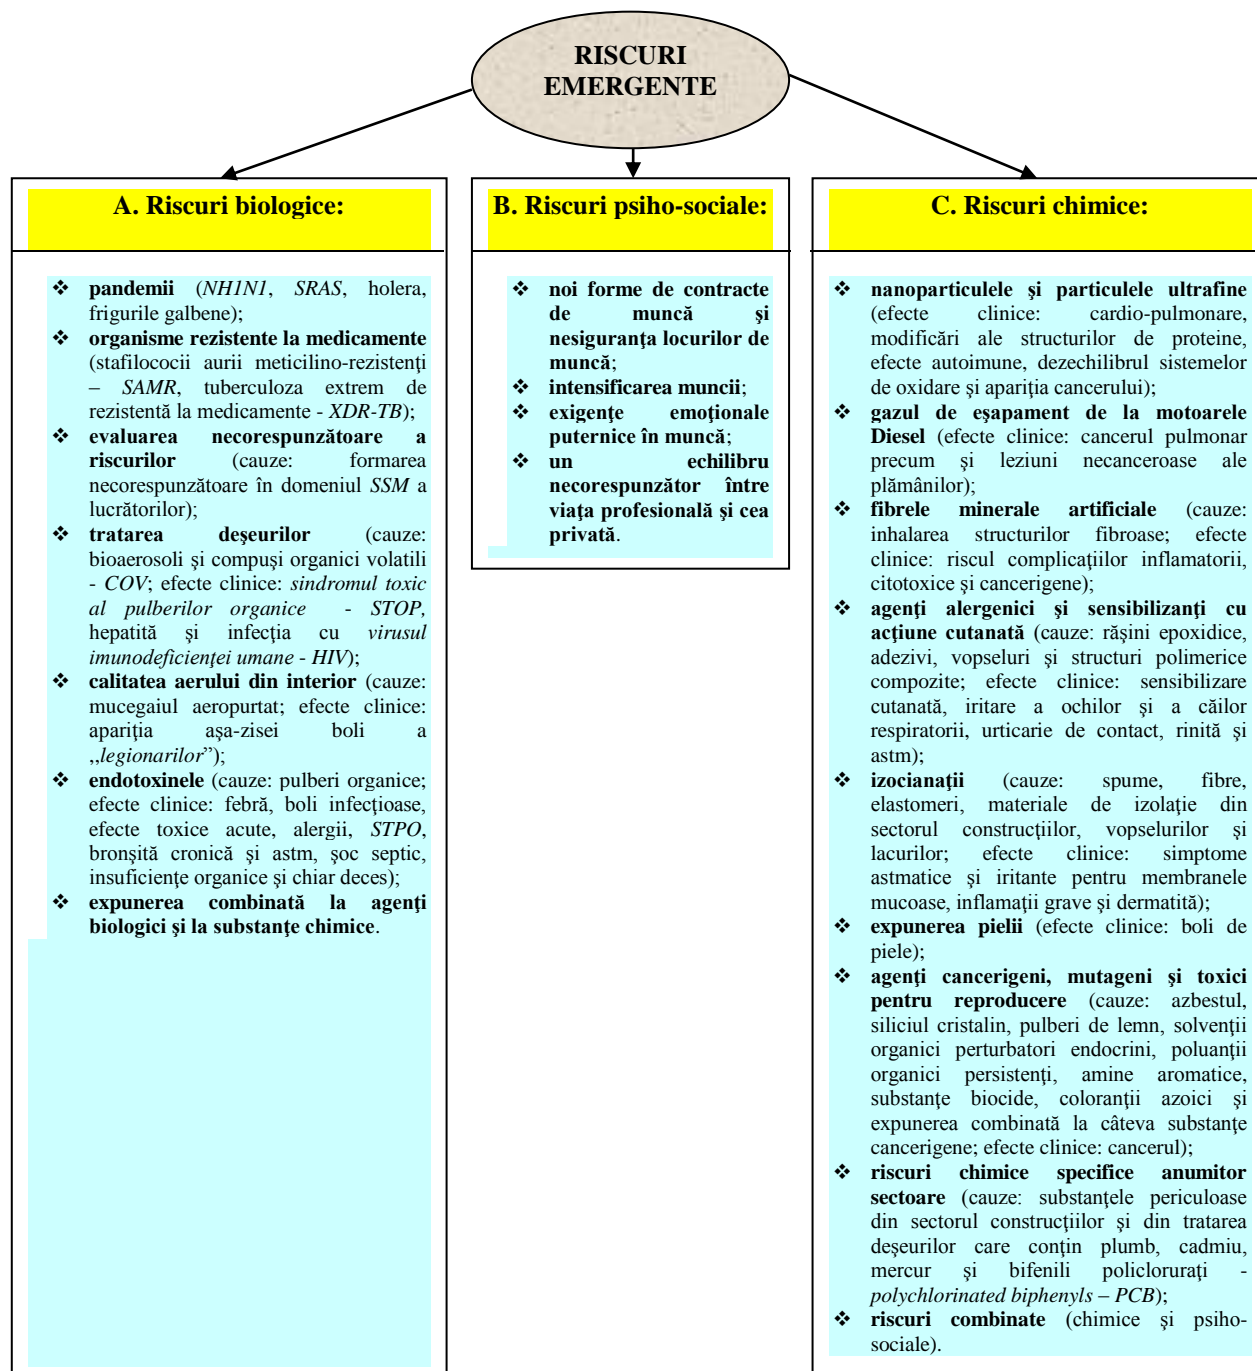 RISCURI
EMERGENTE
A. Riscuri biologice:
❖ pandemii (NH1N1, SRAS, holera,
frigurile galbene);
❖ organisme rezistente la medicamente
(stafilococii aurii meticilino-rezistenţi
– SAMR, tuberculoza extrem de
rezistentă la medicamente - XDR-TB);
❖ evaluarea necorespunzătoare a
riscurilor (cauze: formarea
necorespunzătoare în domeniul SSM a
lucrătorilor);
❖ tratarea deşeurilor (cauze:
bioaerosoli şi compuşi organici volatili
- COV; efecte clinice: sindromul toxic
al pulberilor organice - STOP,
hepatită şi infecţia cu virusul
imunodeficienţei umane - HIV);
❖ calitatea aerului din interior (cauze:
mucegaiul aeropurtat; efecte clinice:
apariţia aşa-zisei boli a
,,legionarilor”);
❖ endotoxinele (cauze: pulberi organice;
efecte clinice: febră, boli infecţioase,
efecte toxice acute, alergii, STPO,
bronşită cronică şi astm, şoc septic,
insuficienţe organice şi chiar deces);
❖ expunerea combinată la agenţi
biologici şi la substanţe chimice.
B. Riscuri psiho-sociale:
❖ noi forme de contracte
de muncă şi
nesiguranţa locurilor de
muncă;
❖ intensificarea muncii;
❖ exigenţe emoţionale
puternice în muncă;
❖ un echilibru
necorespunzător între
viaţa profesională şi cea
privată.
C. Riscuri chimice:
❖ nanoparticulele şi particulele ultrafine
(efecte clinice: cardio-pulmonare,
modificări ale structurilor de proteine,
efecte autoimune, dezechilibrul sistemelor
de oxidare şi apariţia cancerului);
❖ gazul de eşapament de la motoarele
Diesel (efecte clinice: cancerul pulmonar
precum şi leziuni necanceroase ale
plămânilor);
❖ fibrele minerale artificiale (cauze:
inhalarea structurilor fibroase; efecte
clinice: riscul complicaţiilor inflamatorii,
citotoxice şi cancerigene);
❖ agenţi alergenici şi sensibilizanţi cu
acţiune cutanată (cauze: răşini epoxidice,
adezivi, vopseluri şi structuri polimerice
compozite; efecte clinice: sensibilizare
cutanată, iritare a ochilor şi a căilor
respiratorii, urticarie de contact, rinită şi
astm);
❖ izocianaţii (cauze: spume, fibre,
elastomeri, materiale de izolaţie din
sectorul construcţiilor, vopselurilor şi
lacurilor; efecte clinice: simptome
astmatice şi iritante pentru membranele
mucoase, inflamaţii grave şi dermatită);
❖ expunerea pielii (efecte clinice: boli de
piele);
❖ agenţi cancerigeni, mutageni şi toxici
pentru reproducere (cauze: azbestul,
siliciul cristalin, pulberi de lemn, solvenţii
organici perturbatori endocrini, poluanţii
organici persistenţi, amine aromatice,
substanţe biocide, coloranţii azoici şi
expunerea combinată la câteva substanţe
cancerigene; efecte clinice: cancerul);
❖ riscuri chimice specifice anumitor
sectoare (cauze: substanţele periculoase
din sectorul construcţiilor şi din tratarea
deşeurilor care conţin plumb, cadmiu,
mercur şi bifenili policloruraţi -
polychlorinated biphenyls – PCB);
❖ riscuri combinate (chimice şi psiho-
sociale).